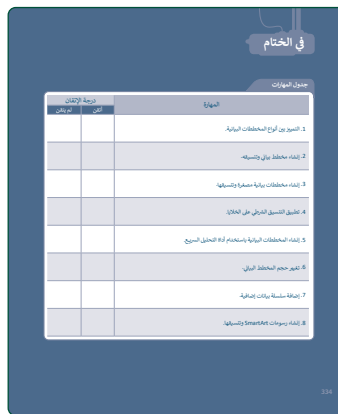 في الختام
جدول المهارات
المهارة
درجة الإتقان
أتقن
لم يتقن
1. التمييز بين أنواع المخططات البيانية.
2. إنشاء مخطط بياني وتنسيقه.
3. إنشاء مخططات بيانية مصغرة وتنسيقها.
4. تطبيق التنسيق الشرطي على الخلايا.
5. إنشاء المخططات البيانية باستخدام أداة التحليل السريع.
6. تغيير حجم المخطط البياني.
7. إضافة سلسلة بيانات إضافية.
8. إنشاء رسومات SmartArt وتنسيقها.
334